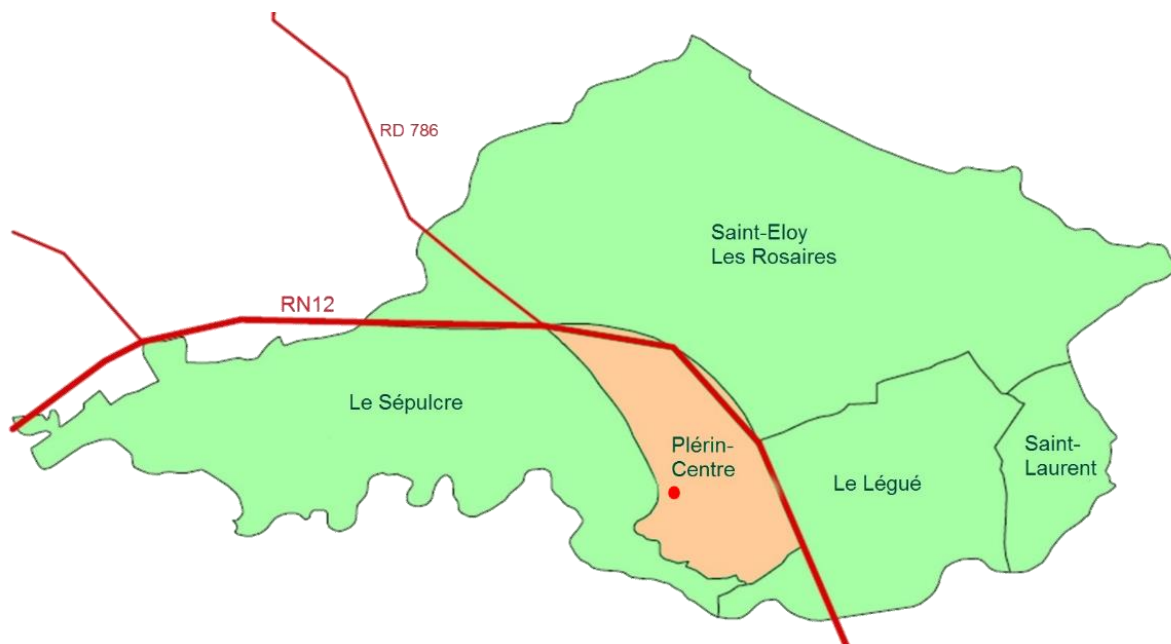 RD 786
Saint-Eloy
Les Rosaires
RN12
Le Sépulcre
Plérin-
Centre
Le Légué
Saint-
Laurent